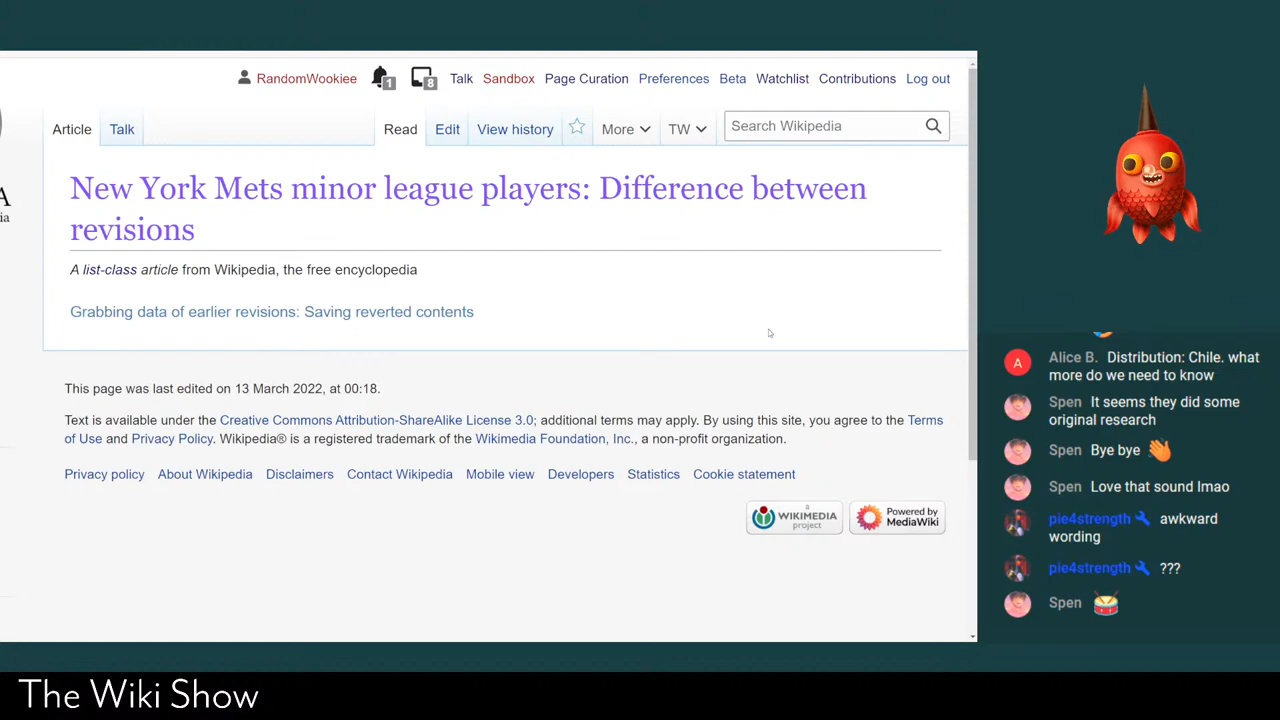 RandomWookiee 1 8 Talk Sandbox Page Curation Preferences Beta Watchlist Contributions Log out
Article Talk Read Edit View history More TW Search Wikipedia
A
ia
New York Mets minor league players: Difference between
revisions
A list-class article from Wikipedia, the free encyclopedia
Grabbing data of earlier revisions: Saving reverted contents
This page was last edited on 13 March 2022, at 00:18.
Text is available under the Creative Commons Attribution-ShareAlike License 3.0; additional terms may apply. By using this site, you agree to the Terms
of Use and Privacy Policy. Wikipedia® is a registered trademark of the Wikimedia Foundation, Inc., a non-profit organization.
Privacy policy About Wikipedia Disclaimers Contact Wikipedia Mobile view Developers Statistics Cookie statement
a
WIKIMEDIA
project
Powered by
MediaWiki
A Alice B. Distribution: Chile. what
more do we need to know
Spen It seems they did some
original research
Spen Bye bye 👋
Spen Love that sound lmao
pie4strength awkward
wording
pie4strength ???
Spen 🥁
The Wiki Show